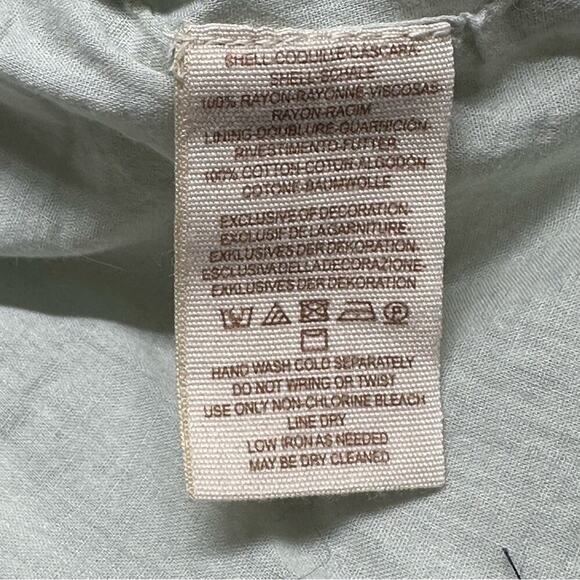 SHELL-COQUILLE-CASCARA-
SHELL-SCHALE
100% RAYON-RAYONNE-VISCOSAS
RAYON-RAGIM
LINING-DOUBLURE-GUARNICIÓN-
RIVESTIMENTO-FUTTER
100% COTTON-COTON-ALGODON
COTONE-BAUMWOLLE
EXCLUSIVE OF DECORATION-
EXCLUSIF DE LA GARNITURE-
EXKLUSIVES DER DEKORATION-
ESCLUSIVA DELLA DECORAZIONE-
EXKLUSIVES DER DEKORATION
P
HAND WASH COLD SEPARATELY
DO NOT WRING OR TWIST
USE ONLY NON-CHLORINE BLEACH
LINE DRY
LOW IRON AS NEEDED
MAY BE DRY CLEANED